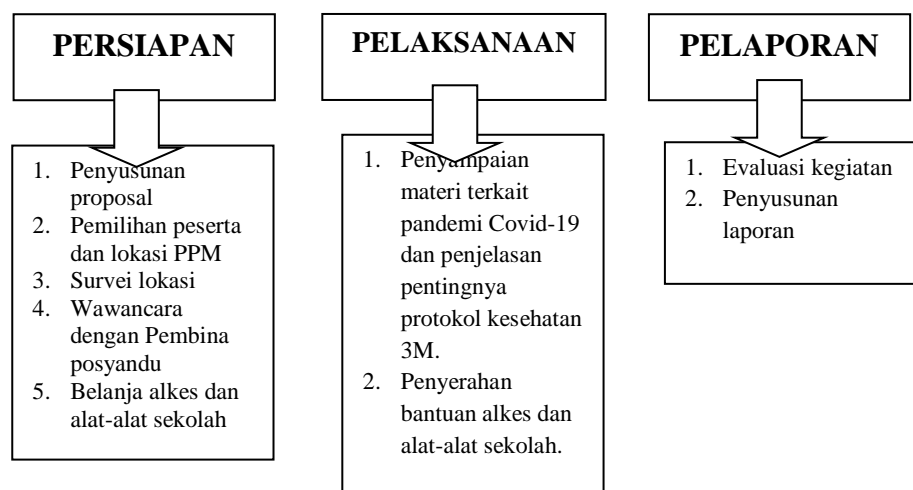 PERSIAPAN
1. Penyusunan
proposal
2. Pemilihan peserta
dan lokasi PPM
3. Survei lokasi
4. Wawancara
dengan Pembina
posyandu
5. Belanja alkes dan
alat-alat sekolah
PELAKSANAAN
1. Penyampaian
materi terkait
pandemi Covid-19
dan penjelasan
pentingnya
protokol kesehatan
3M.
2. Penyerahan
bantuan alkes dan
alat-alat sekolah.
PELAPORAN
1. Evaluasi kegiatan
2. Penyusunan
laporan